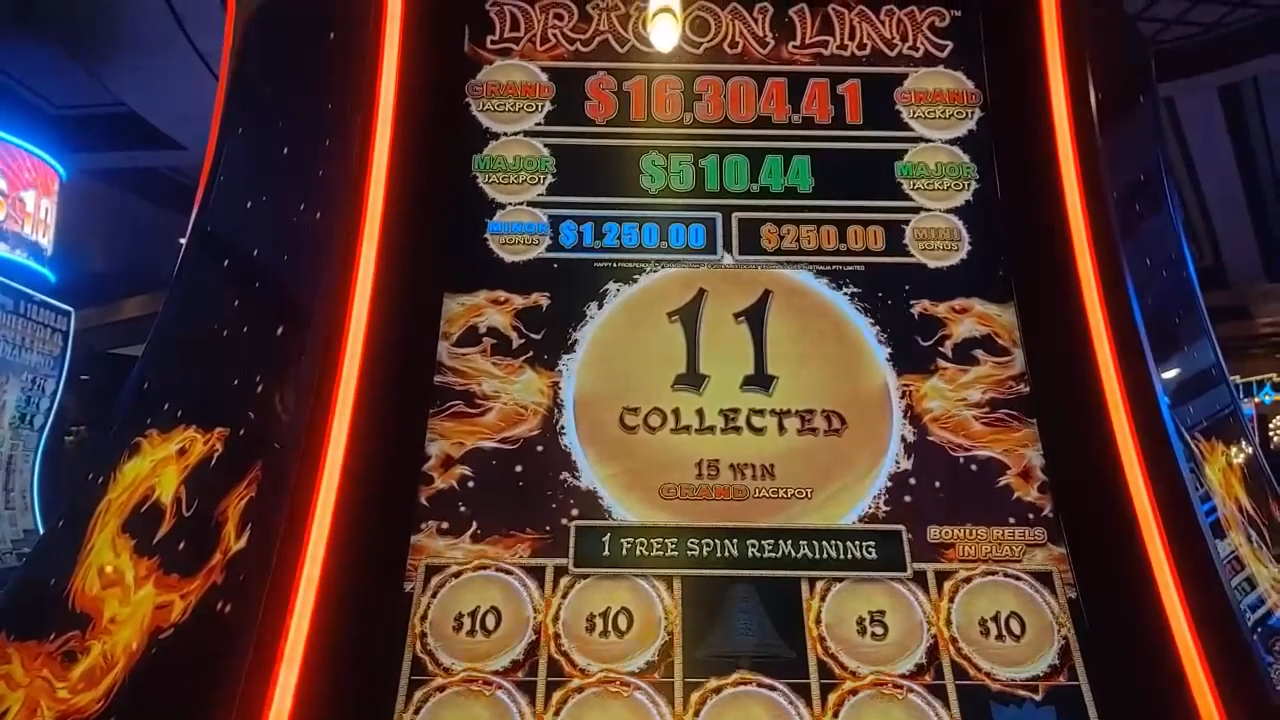 DRAGON LINK™
GRAND JACKPOT $16,304.41 GRAND JACKPOT
MAJOR JACKPOT $510.44 MAJOR JACKPOT
MINOR BONUS $1,250.00 $250.00 MINI BONUS
11
COLLECTED
15 WIN
GRAND JACKPOT
1 FREE SPIN REMAINING
BONUS REELS
IN PLAY
$10 $10 $5 $10